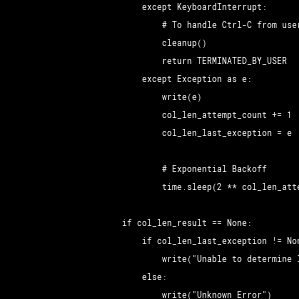 except KeyboardInterrupt:
# To handle Ctrl-C from user
cleanup()
return TERMINATED_BY_USER
except Exception as e:
write(e)
col_len_attempt_count += 1
col_len_last_exception = e
# Exponential Backoff
time.sleep(2 ** col_len_atte
if col_len_result == None:
if col_len_last_exception != Non
write("Unable to determine
else:
write("Unknown Error")